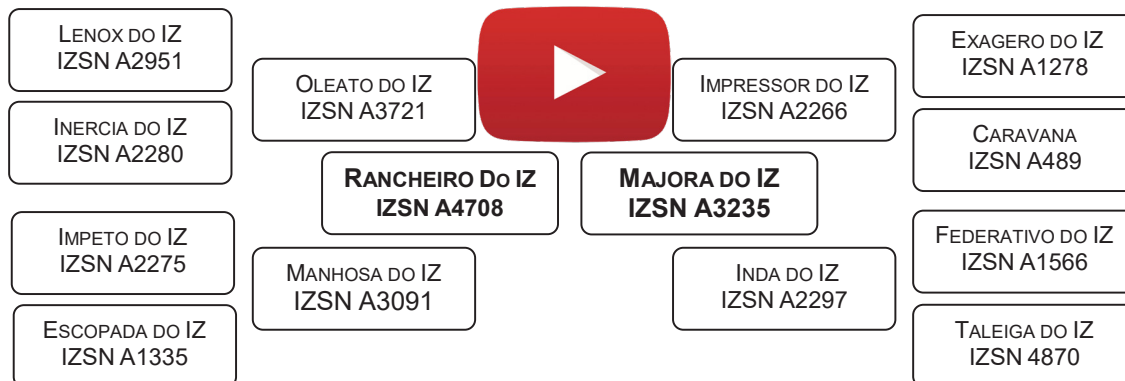 LENOX DO IZ
IZSN A2951
INERCIA DO IZ
IZSN A2280
IMPETO DO IZ
IZSN A2275
ESCOPADA DO IZ
IZSN A1335
OLEATO DO IZ
IZSN A3721
MANHOSA DO IZ
IZSN A3091
RANCHEIRO DO IZ
IZSN A4708
MAJORA DO IZ
IZSN A3235
IMPRESSOR DO IZ
IZSN A2266
INDA DO IZ
IZSN A2297
EXAGERO DO IZ
IZSN A1278
CARAVANA
IZSN A489
FEDERATIVO DO IZ
IZSN A1566
TALEIGA DO IZ
IZSN 4870